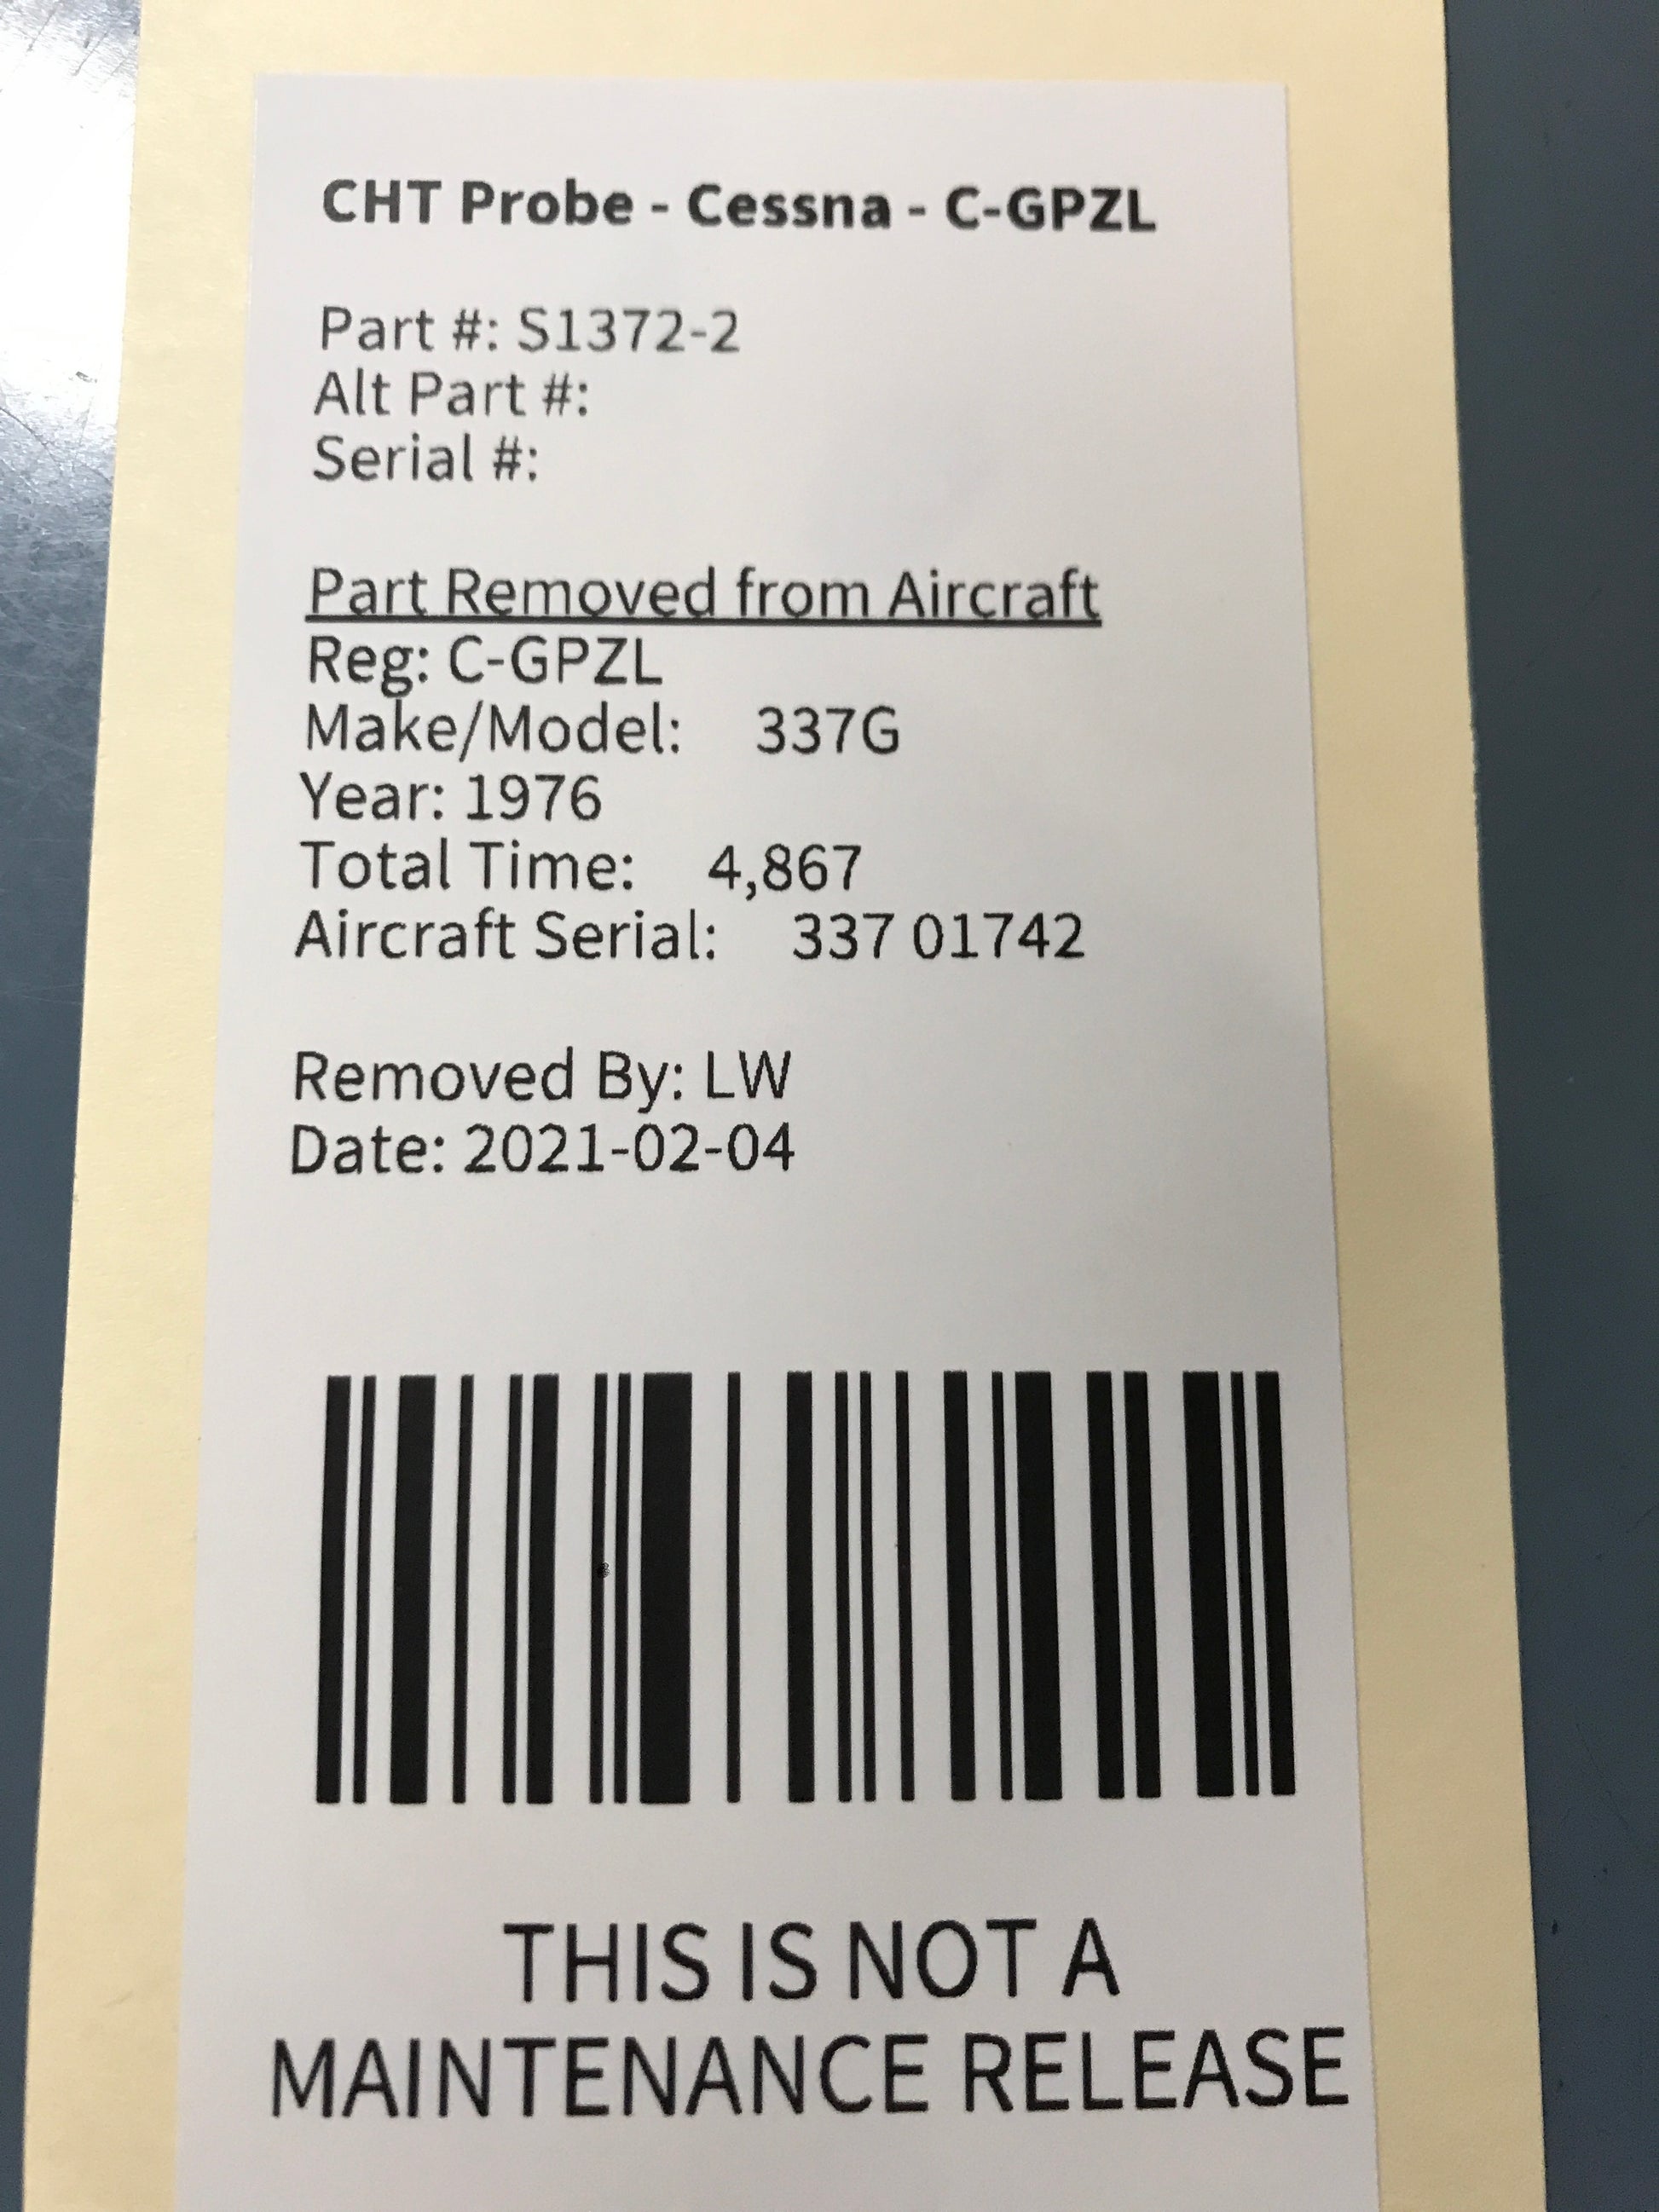 CHT Probe - Cessna - C-GPZL
Part #: S1372-2
Alt Part #:
Serial #:
Part Removed from Aircraft
Reg: C-GPZL
Make/Model: 337G
Year: 1976
Total Time: 4,867
Aircraft Serial: 337 01742
Removed By: LW
Date: 2021-02-04
THIS IS NOT A
MAINTENANCE RELEASE